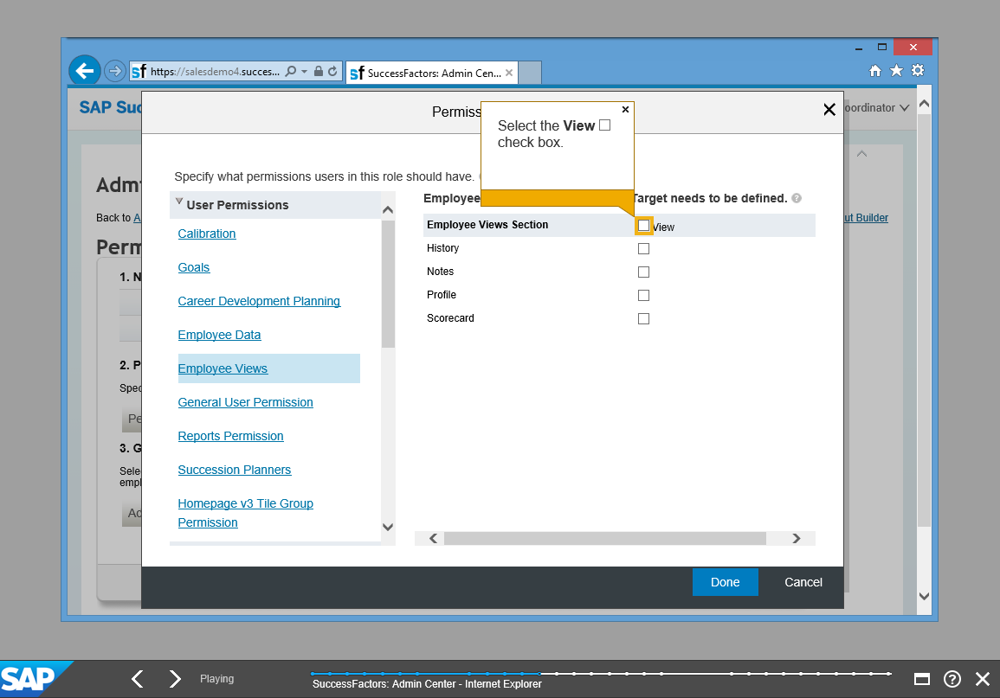 https://salesdemo4.succes...
SuccessFactors: Admin Cen...
SAP Suc
oordinator
Permiss
Select the View
check box.
Adm
Specify what permissions users in this role should have.
User Permissions
Employee
Target needs to be defined.
Back to A
ut Builder
Employee Views Section
View
Calibration
Perm
History
Goals
1. N
Notes
Career Development Planning
Profile
Employee Data
Scorecard
2. P
Employee Views
Spec
General User Permission
Pe
Reports Permission
3. G
Succession Planners
Sele
empl
Homepage v3 Tile Group
Permission
Ad
Done
Cancel
SAP
Playing
SuccessFactors: Admin Center - Internet Explorer